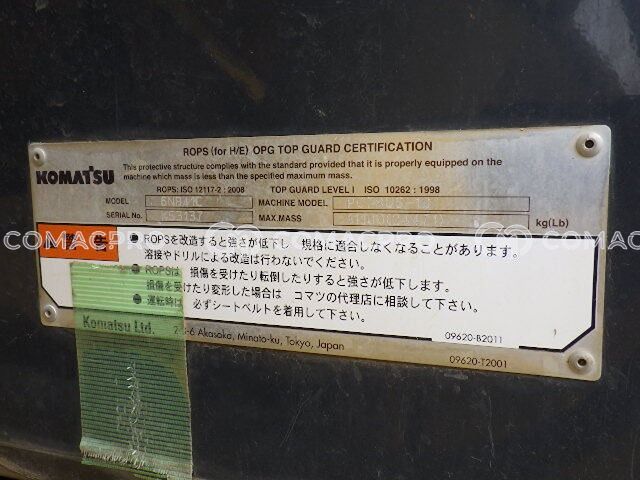 ROPS (for H/E) OPG TOP GUARD CERTIFICATION
KOMATSU
This protective structure complies with the standard provided that it is properly equipped on the
machine which mass is less than the specified maximum mass.
ROPS: ISO 12117-2 : 2008 TOP GUARD LEVEL I ISO 10262 : 1998
MODEL MACHINE MODEL
SERIAL No. MAX.MASS kg(Lb)
COMACPRO COMACPRO COMACPRO
● ROPSを改造すると強さが低下し、規格に適合しなくなることがあります。
溶接やドリルによる改造は行わないでください。
● ROPSは 損傷を受けたり転倒したりすると強さが低下します。
損傷を受けたり変形した場合は コマツの代理店に相談して下さい。
● 運転時は 必ずシートベルトを着用して下さい。
09620-B2011
Komatsu Ltd. 2-3-6 Akasaka, Minato-ku, Tokyo, Japan
09620-T2001